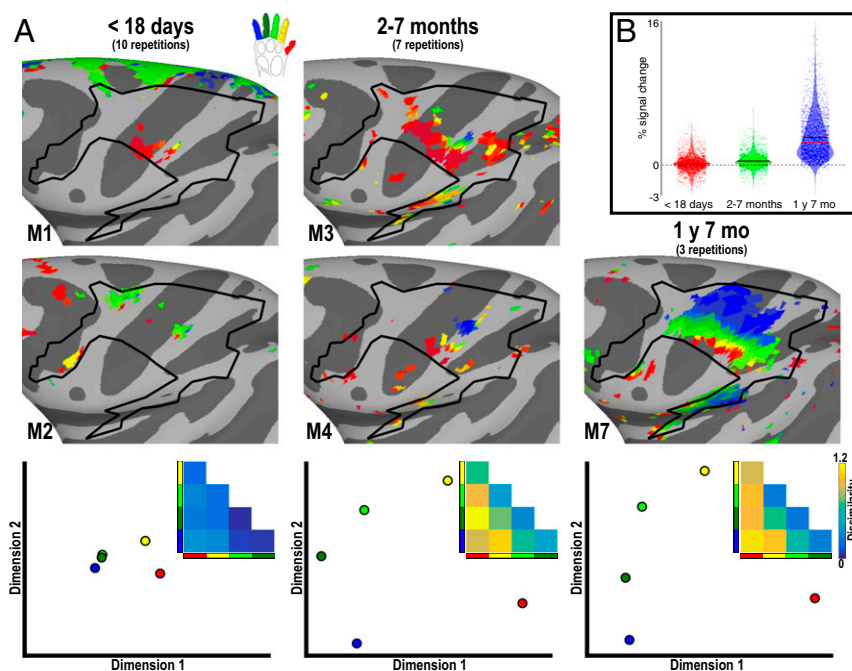 A
< 18 days
(10 repetitions)
2-7 months
(7 repetitions)
B
% signal change
16
0
-3
< 18 days
2-7 months
1 y 7 mo
M1
M3
1 y 7 mo
(3 repetitions)
M2
M4
M7
Dimension 2
Dimension 1
Dimension 2
Dimension 1
Dimension 2
Dimension 1
1.2
Dissimilarity
0